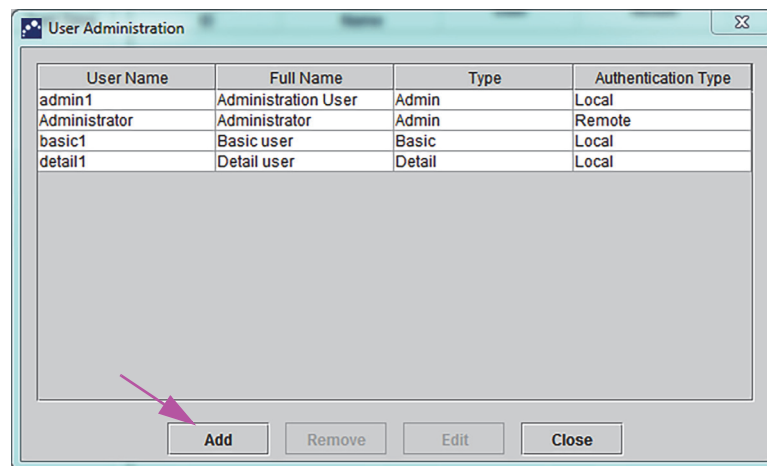 User Administration
User Name Full Name Type Authentication Type
admin1 Administration User Admin Local
Administrator Administrator Admin Remote
basic1 Basic user Basic Local
detail1 Detail user Detail Local
Add Remove Edit Close